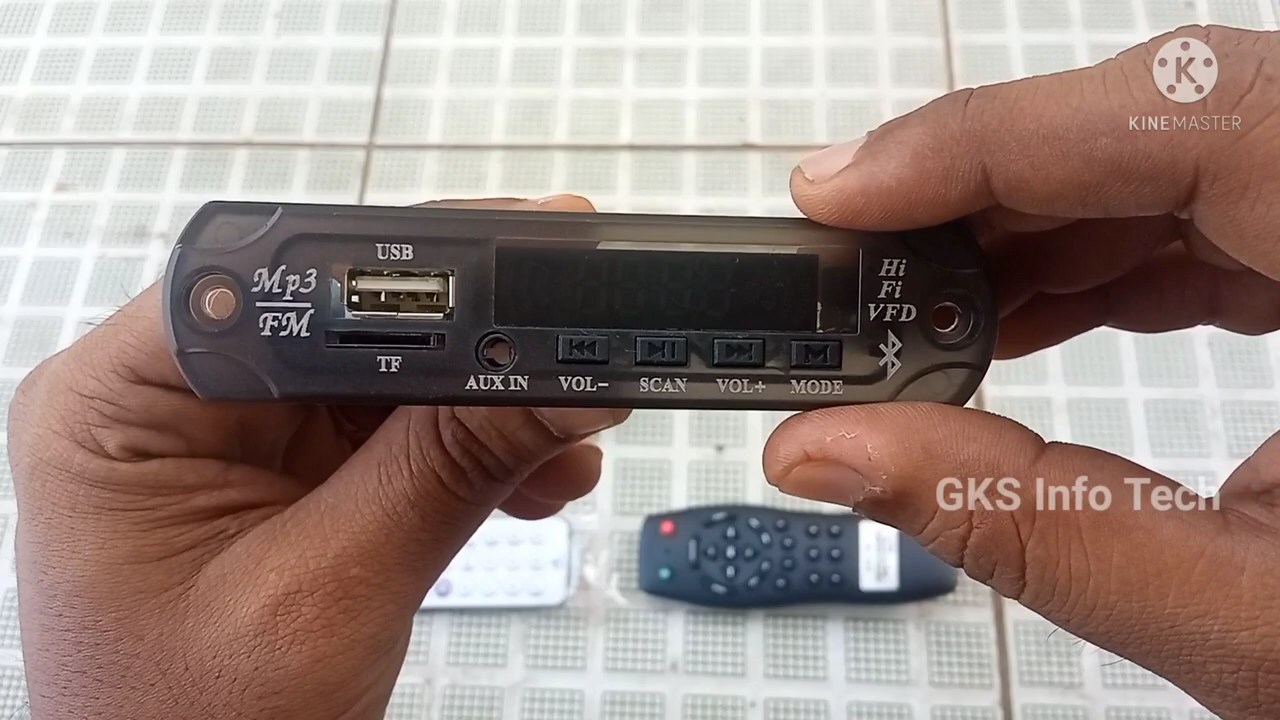 K
KINEMASTER
USB
Mp3
FM
TF
AUX IN
VOL-
SCAN
VOL+
MODE
M
Hi
Fi
VFD
GKS Info Tech